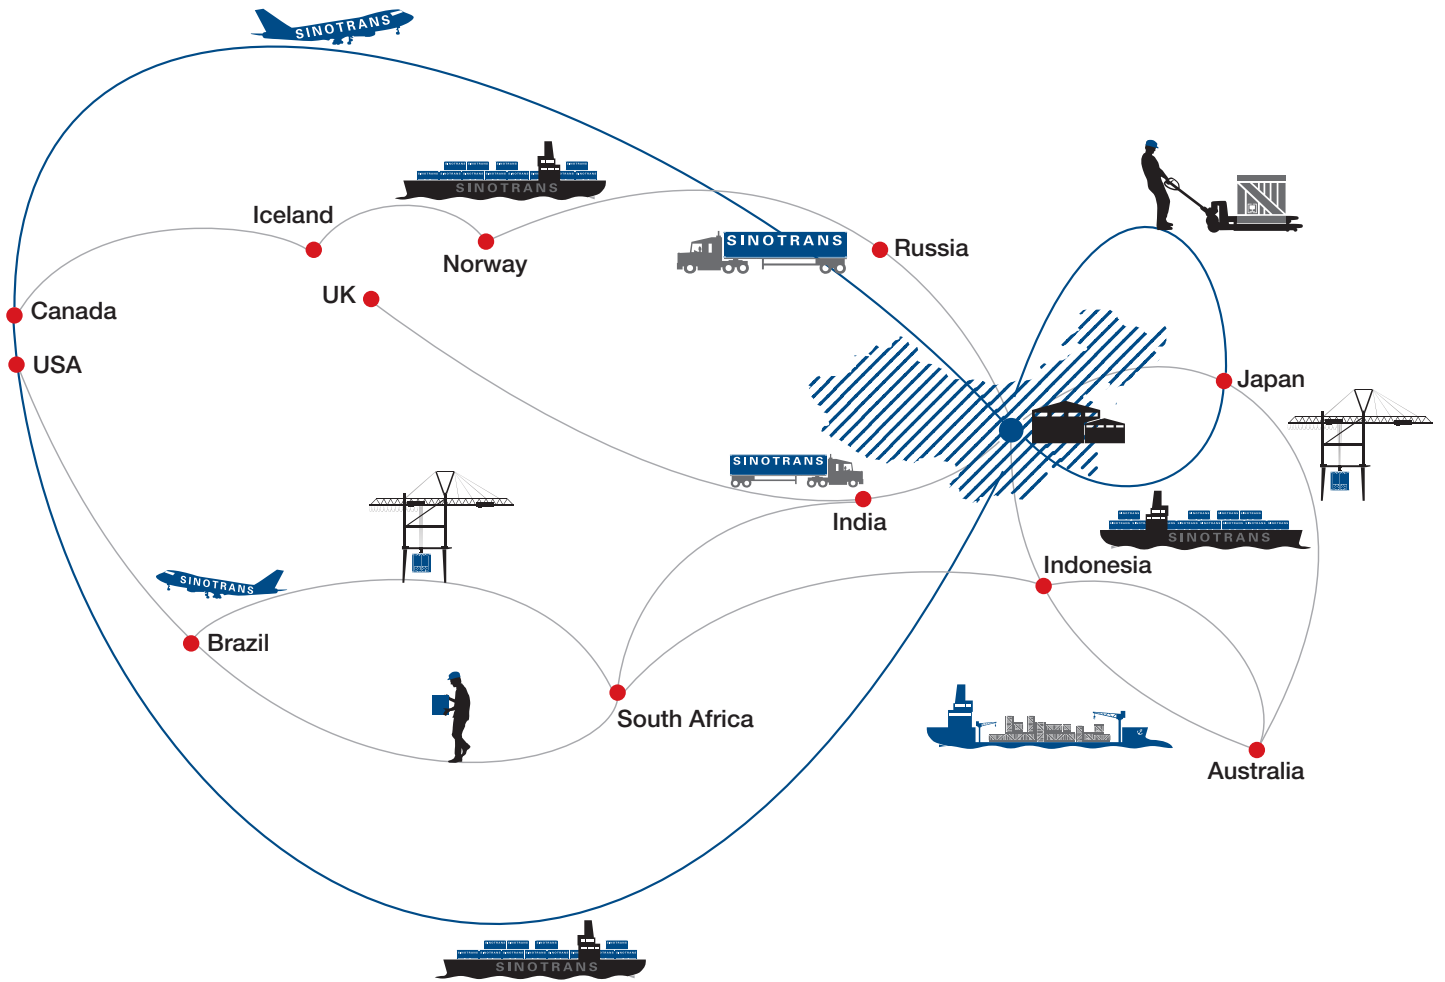 SINOTRANS
SINOTRANS
Iceland
Norway
SINOTRANS
Russia
UK
Canada
USA
Japan
SINOTRANS
India
SINOTRANS
Indonesia
SINOTRANS
Brazil
South Africa
Australia
SINOTRANS